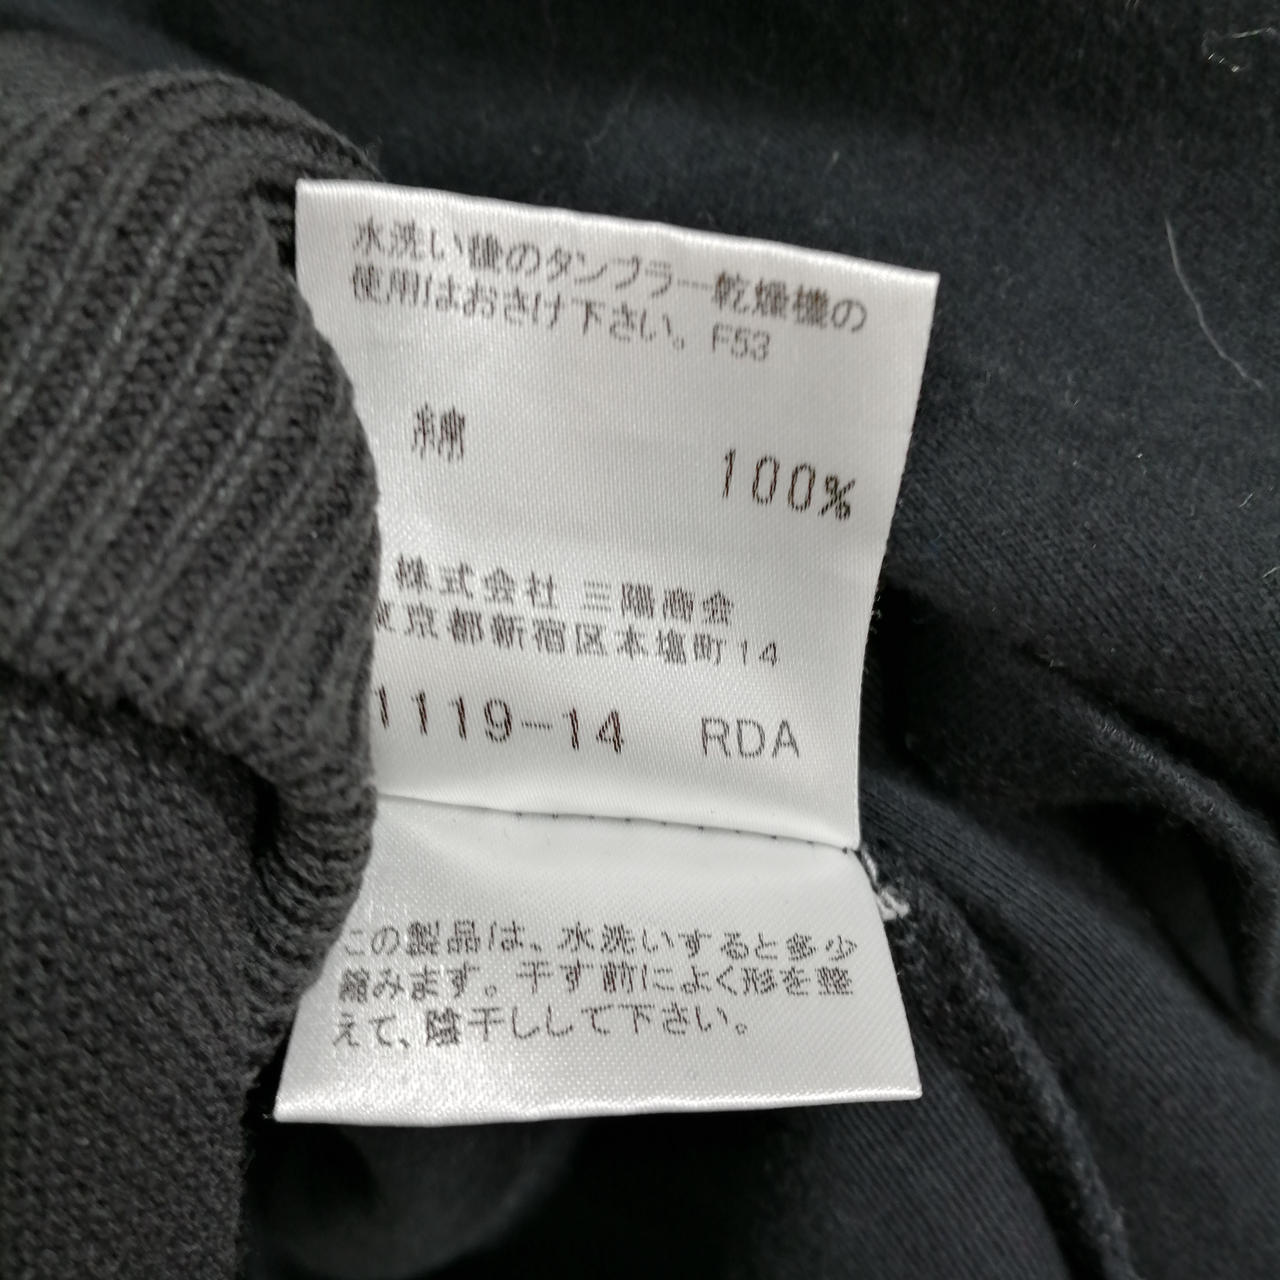 水洗い後のタンブラー乾燥機の
使用はおさけ下さい。F53
綿 100%
株式会社 三陽商会
東京都新宿区本塩町14
1119-14 RDA
この製品は、水洗いすると多少
縮みます。干す前によく形を整
えて、陰干しして下さい。